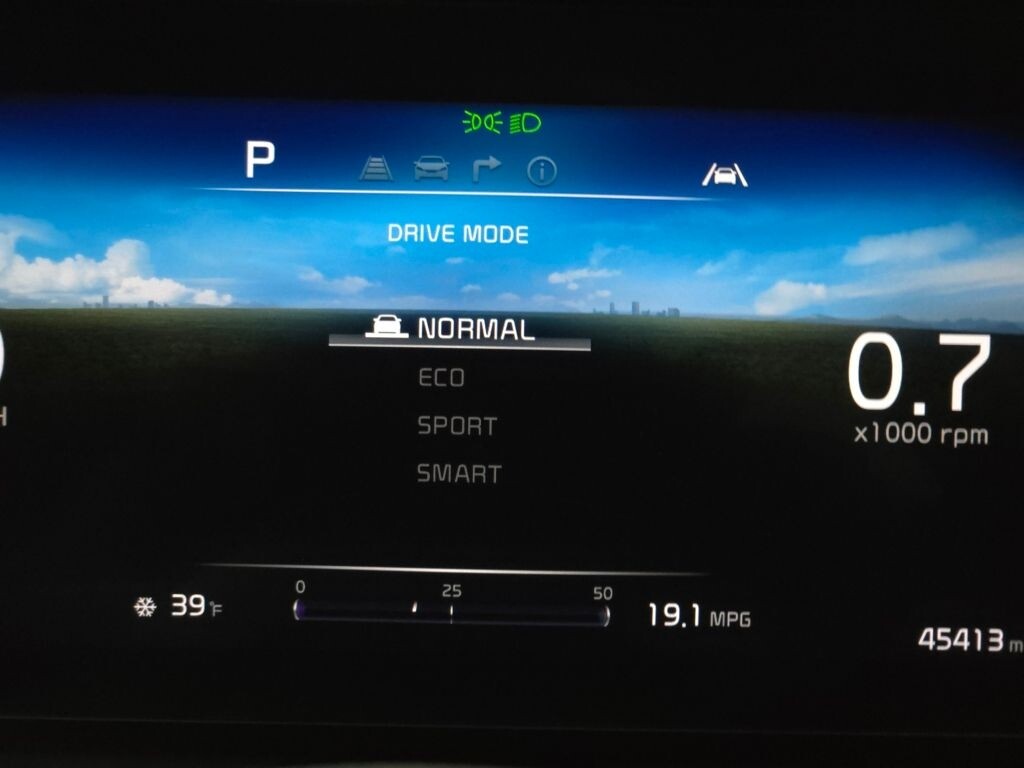 P
DRIVE MODE
NORMAL
ECO
SPORT
SMART
0.7
x1000 rpm
H
0 25 50
39°F
19.1 MPG
45413 m